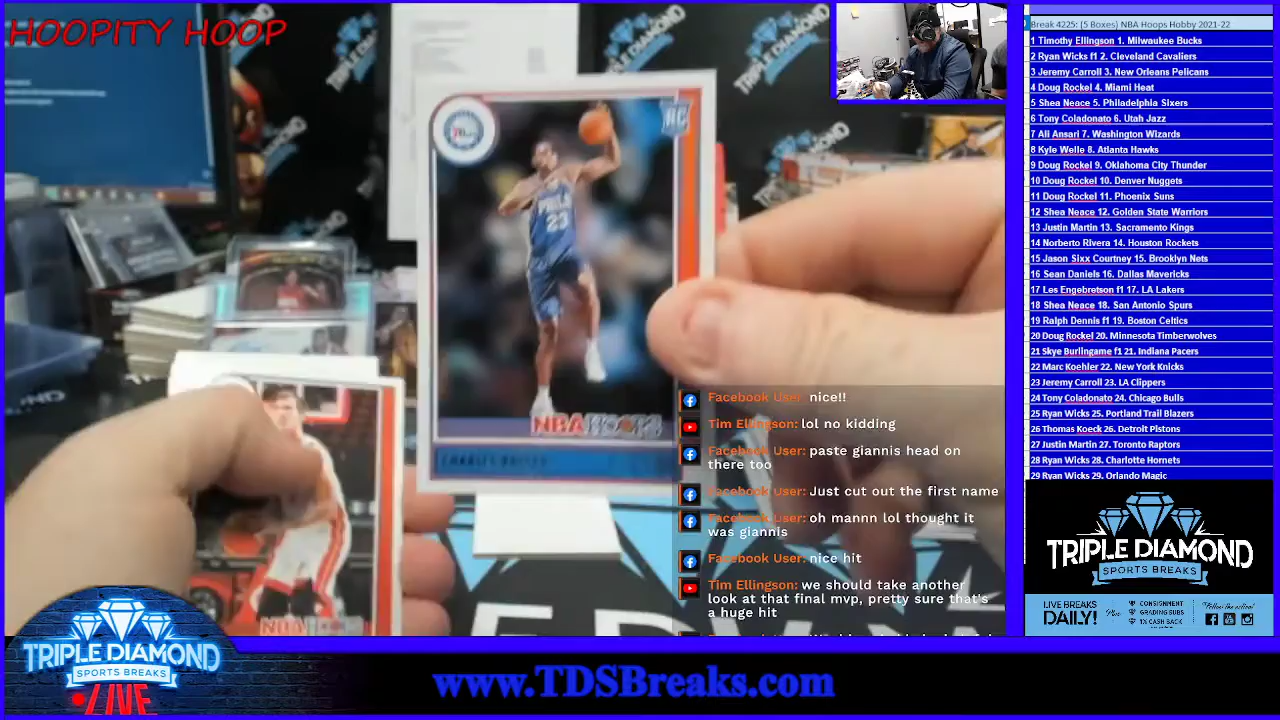 HOOPITY HOOP
TRIPLE
RC
PHILA
23
NBA HOOPS
NBA
Facebook User: nice!!
Tim Ellingson: lol no kidding
Facebook User: paste giannis head on
there too
Facebook User: Just cut out the first name
Facebook User: oh mannn lol thought it
was giannis
Facebook User: nice hit
Tim Ellingson: we should take another
look at that final mvp, pretty sure that's
a huge hit
Break 4225: (5 Boxes) NBA Hoops Hobby 2021-22
1 Timothy Ellingson 1. Milwaukee Bucks
2 Ryan Wicks f1 2. Cleveland Cavaliers
3 Jeremy Carroll 3. New Orleans Pelicans
4 Doug Rockel 4. Miami Heat
5 Shea Neace 5. Philadelphia Sixers
6 Tony Coladonato 6. Utah Jazz
7 Ali Ansari 7. Washington Wizards
8 Kyle Welle 8. Atlanta Hawks
9 Doug Rockel 9. Oklahoma City Thunder
10 Doug Rockel 10. Denver Nuggets
11 Doug Rockel 11. Phoenix Suns
12 Shea Neace 12. Golden State Warriors
13 Justin Martin 13. Sacramento Kings
14 Norberto Rivera 14. Houston Rockets
15 Jason Sixx Courtney 15. Brooklyn Nets
16 Sean Daniels 16. Dallas Mavericks
17 Les Engebretson f1 17. LA Lakers
18 Shea Neace 18. San Antonio Spurs
19 Ralph Dennis f1 19. Boston Celtics
20 Doug Rockel 20. Minnesota Timberwolves
21 Skye Burlingame f1 21. Indiana Pacers
22 Marc Koehler 22. New York Knicks
23 Jeremy Carroll 23. LA Clippers
24 Tony Coladonato 24. Chicago Bulls
25 Ryan Wicks 25. Portland Trail Blazers
26 Thomas Koeck 26. Detroit Pistons
27 Justin Martin 27. Toronto Raptors
28 Ryan Wicks 28. Charlotte Hornets
29 Ryan Wicks 29. Orlando Magic
TRIPLE DIAMOND
SPORTS BREAKS
LIVE BREAKS
DAILY!
Plus
CONSIGNMENT
GRADING SUBS
1% CASH BACK
"Follow the action!"
TRIPLE DIAMOND
SPORTS BREAKS
LIVE
www.TDSBreaks.com